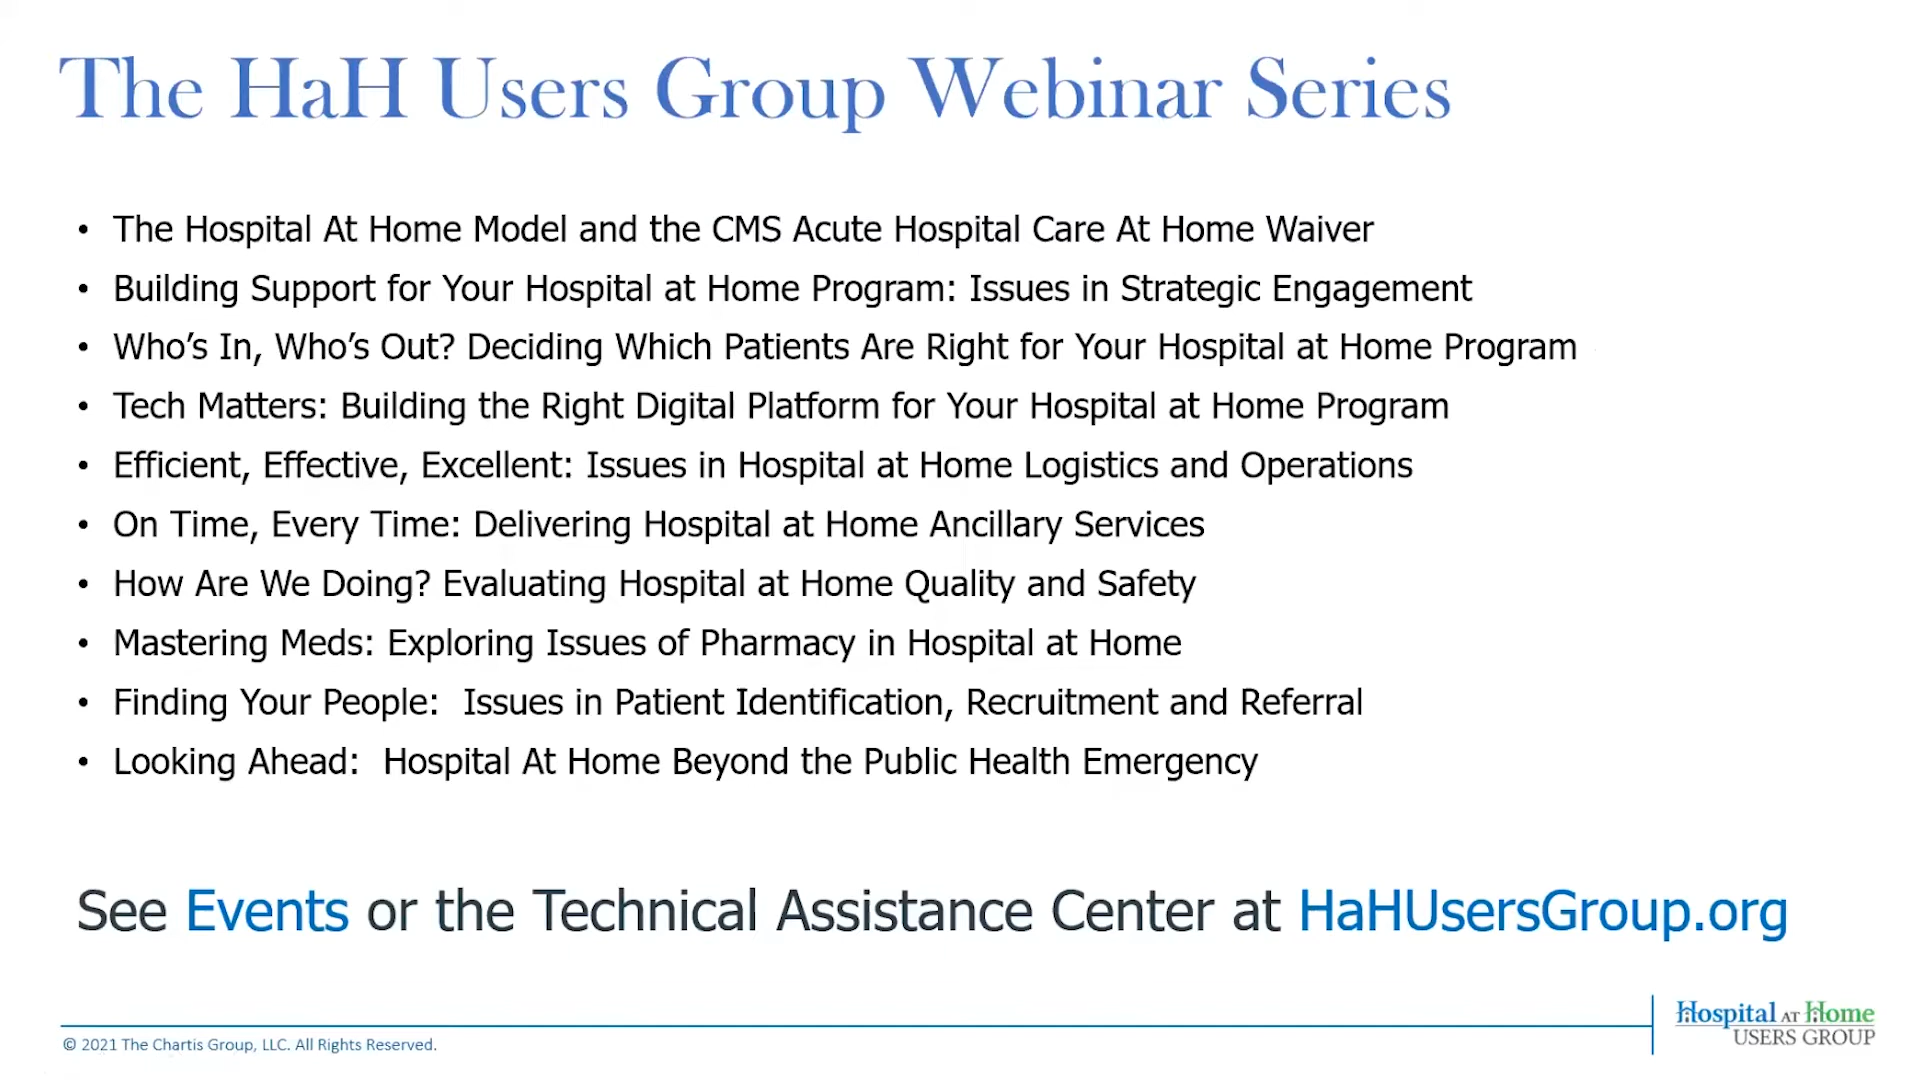 The HaH Users Group Webinar Series
• The Hospital At Home Model and the CMS Acute Hospital Care At Home Waiver
• Building Support for Your Hospital at Home Program: Issues in Strategic Engagement
• Who’s In, Who’s Out? Deciding Which Patients Are Right for Your Hospital at Home Program
• Tech Matters: Building the Right Digital Platform for Your Hospital at Home Program
• Efficient, Effective, Excellent: Issues in Hospital at Home Logistics and Operations
• On Time, Every Time: Delivering Hospital at Home Ancillary Services
• How Are We Doing? Evaluating Hospital at Home Quality and Safety
• Mastering Meds: Exploring Issues of Pharmacy in Hospital at Home
• Finding Your People:  Issues in Patient Identification, Recruitment and Referral
• Looking Ahead:  Hospital At Home Beyond the Public Health Emergency
See Events or the Technical Assistance Center at HaHUsersGroup.org
© 2021 The Chartis Group, LLC. All Rights Reserved.
Hospital AT Home
USERS GROUP